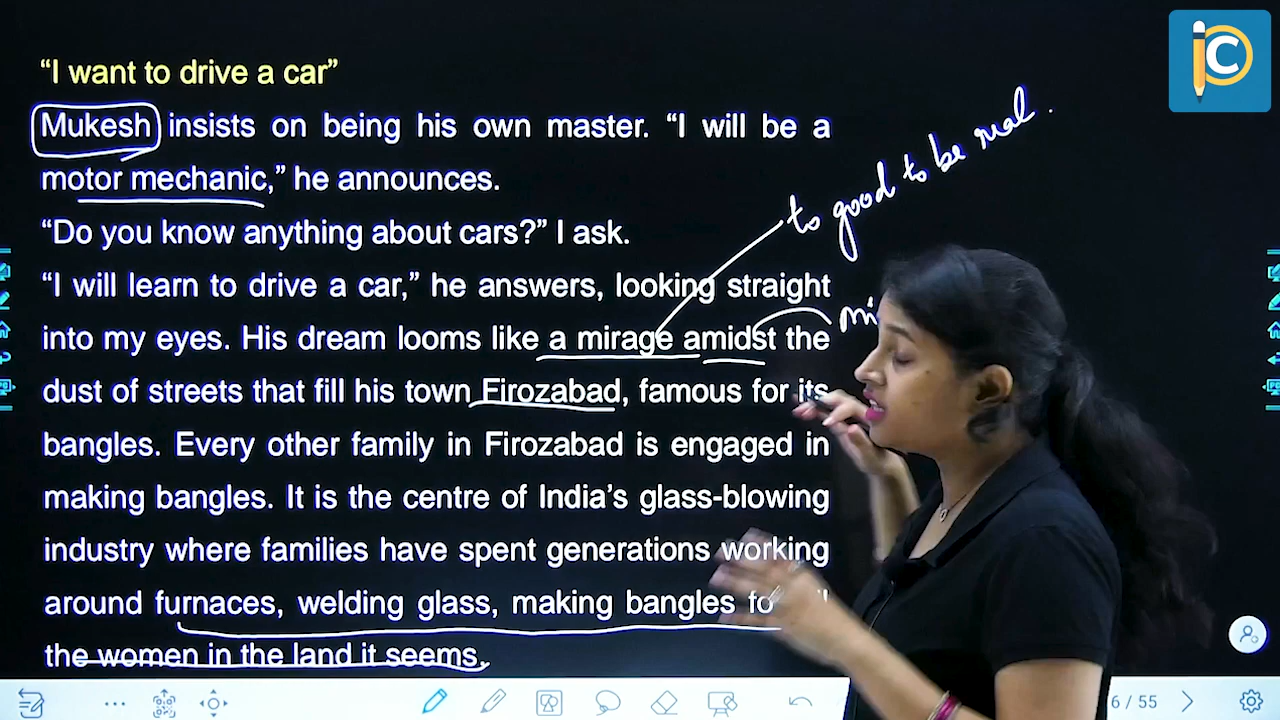 “I want to drive a car”
Mukesh insists on being his own master. “I will be a
motor mechanic,” he announces.
“Do you know anything about cars?” I ask.
“I will learn to drive a car,” he answers, looking straight
into my eyes. His dream looms like a mirage amidst the
dust of streets that fill his town Firozabad, famous for its
bangles. Every other family in Firozabad is engaged in
making bangles. It is the centre of India’s glass-blowing
industry where families have spent generations working
around furnaces, welding glass, making bangles
the women in the land it seems.
to good to be real.
6 / 55